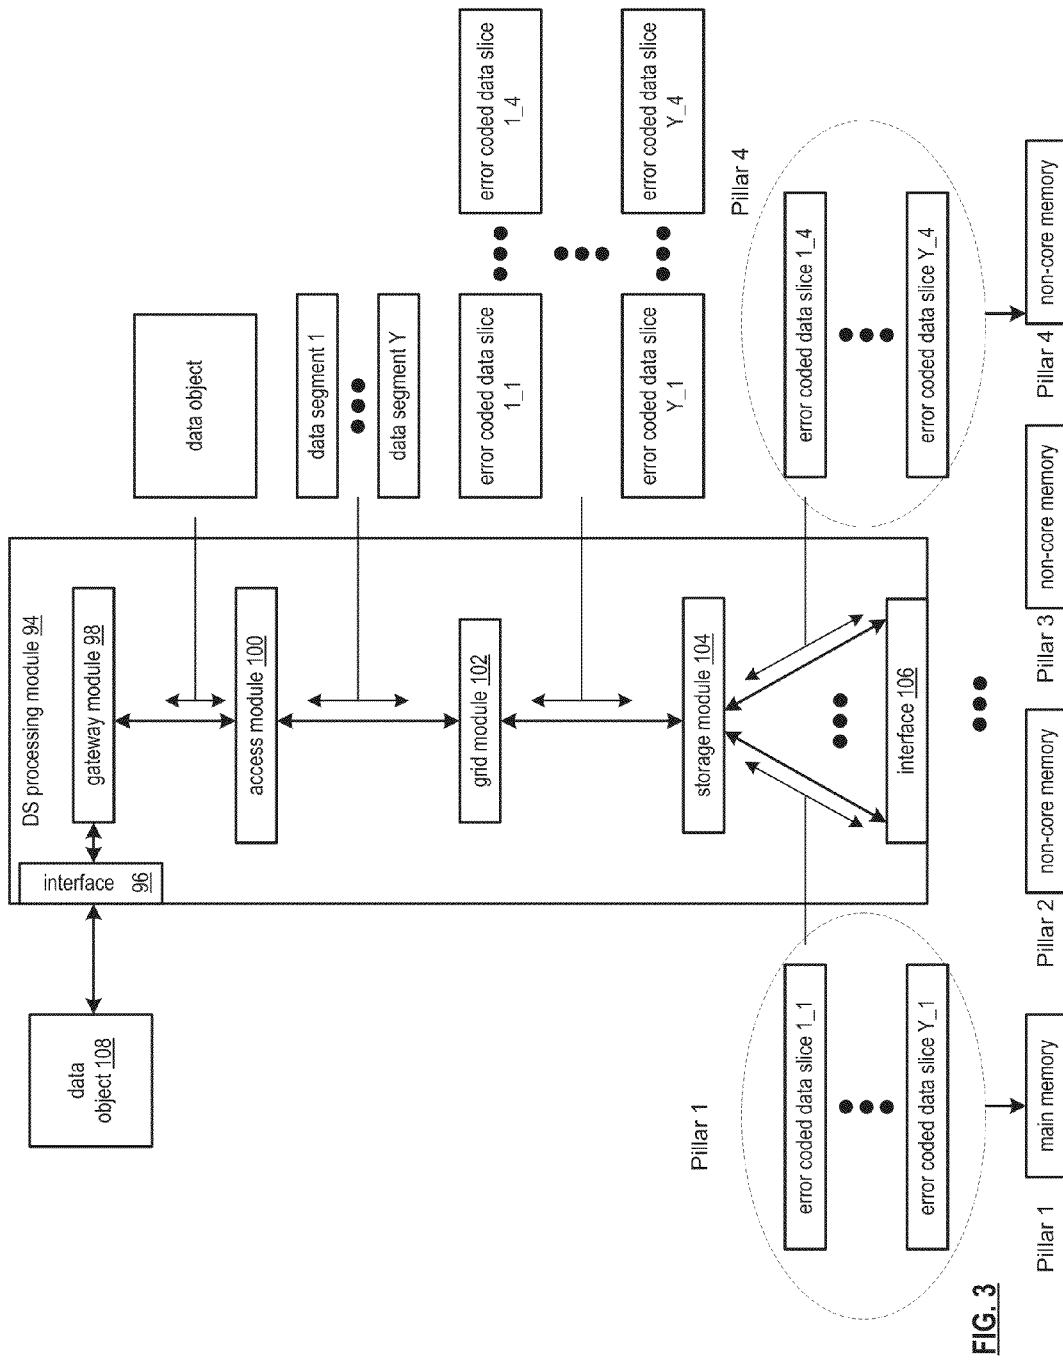 DS processing module 94
data
object 108
interface 96
gateway module 98
data object
access module 100
data segment 1
data segment Y
grid module 102
error coded data slice
1_1
error coded data slice
1_4
error coded data slice
Y_1
error coded data slice
Y_4
storage module 104
Pillar 1
Pillar 4
error coded data slice 1_1
error coded data slice Y_1
error coded data slice 1_4
error coded data slice Y_4
interface 106
Pillar 1
main memory
Pillar 2
non-core memory
Pillar 3
non-core memory
Pillar 4
non-core memory
FIG. 3